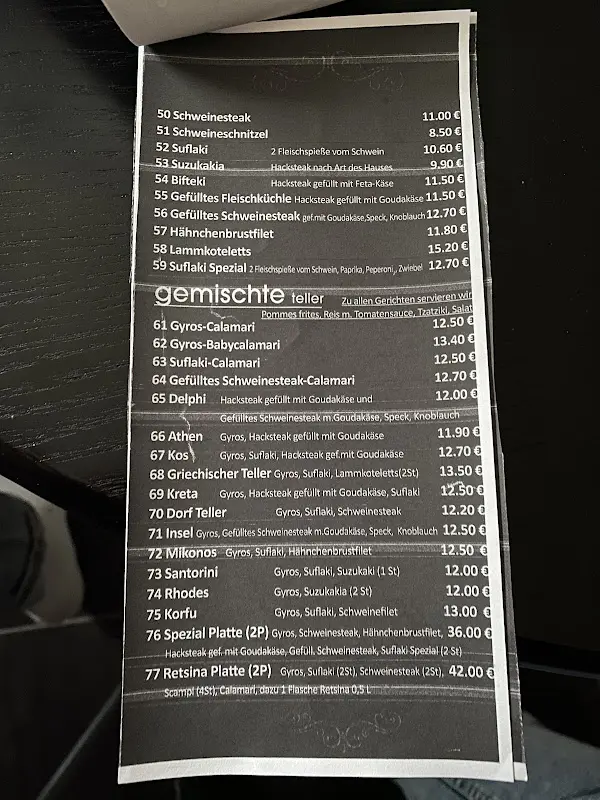 50 Schweinesteak 11.00 €
51 Schweineschnitzel 8.50 €
52 Suflaki 2 Fleischspieße vom Schwein 10.60 €
53 Suzukakia Hacksteak nach Art des Hauses 9.90 €
54 Bifteki Hacksteak gefüllt mit Feta-Käse 11.50 €
55 Gefülltes Fleischküchle Hacksteak gefüllt mit Goudakäse 11.50 €
56 Gefülltes Schweinesteak gef.mit Goudakäse,Speck, Knoblauch 12.70 €
57 Hähnchenbrustfilet 11.80 €
58 Lammkoteletts 15.20 €
59 Suflaki Spezial 2 Fleischspieße vom Schwein, Paprika, Peperoni, Zwiebel 12.70 €
gemischte teller Zu allen Gerichten servieren wir
Pommes frites, Reis m. Tomatensauce, Tzatziki, Salat
61 Gyros-Calamari 12.50 €
62 Gyros-Babycalamari 13.40 €
63 Suflaki-Calamari 12.50 €
64 Gefülltes Schweinesteak-Calamari 12.70 €
65 Delphi Hacksteak gefüllt mit Goudakäse und 12.00 €
Gefülltes Schweinesteak m.Goudakäse, Speck, Knoblauch
66 Athen Gyros, Hacksteak gefüllt mit Goudakäse 11.90 €
67 Kos Gyros, Suflaki, Hacksteak gef.mit Goudakäse 12.70 €
68 Griechischer Teller Gyros, Suflaki, Lammkoteletts(2St) 13.50 €
69 Kreta Gyros, Hacksteak gefüllt mit Goudakäse, Suflaki 12.50 €
70 Dorf Teller Gyros, Suflaki, Schweinesteak 12.20 €
71 Insel Gyros, Gefülltes Schweinesteak m.Goudakäse, Speck, Knoblauch 12.50 €
72 Mikonos Gyros, Suflaki, Hähnchenbrustfilet 12.50 €
73 Santorini Gyros, Suflaki, Suzukaki (1 St) 12.00 €
74 Rhodes Gyros, Suzukakia (2 St) 12.00 €
75 Korfu Gyros, Suflaki, Schweinefilet 13.00 €
76 Spezial Platte (2P) Gyros, Schweinesteak, Hähnchenbrustfilet, 36.00 €
Hacksteak gef. mit Goudakäse, Gefüll, Schweinesteak, Suflaki Spezial (2 St)
77 Retsina Platte (2P) Gyros, Suflaki (2St), Schweinesteak (2St), 42.00 €
Scampi (4St), Calamari, dazu 1 Flasche Retsina 0,5 L